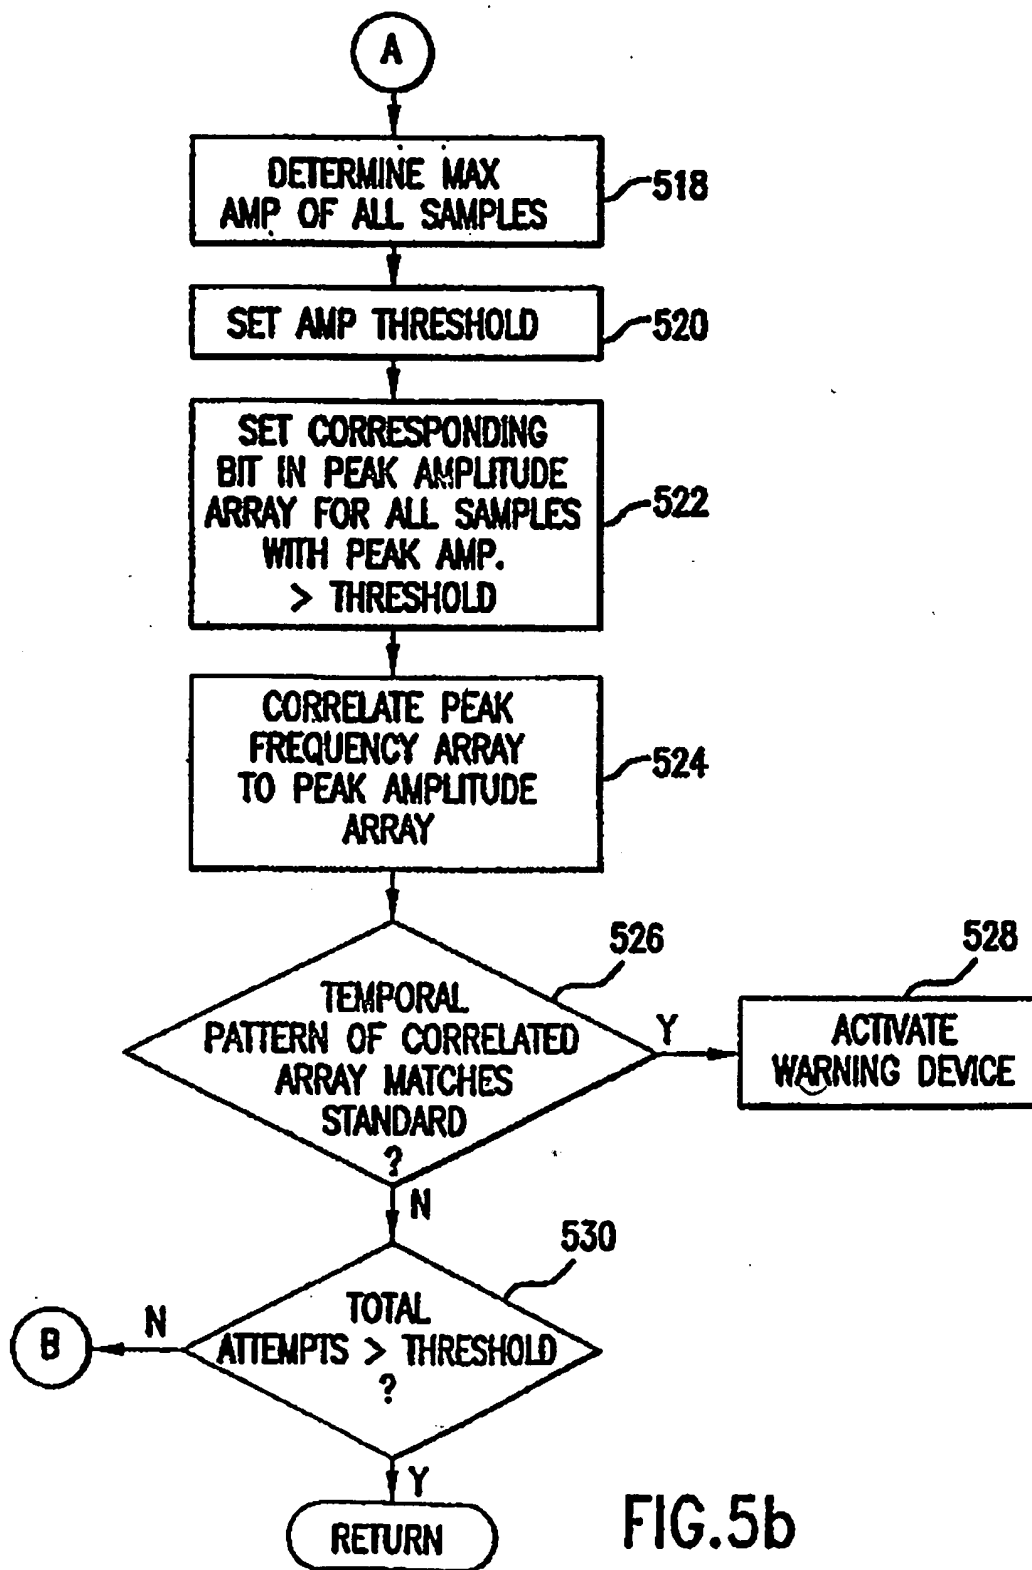 A
DETERMINE MAX
AMP OF ALL SAMPLES
518
SET AMP THRESHOLD
520
SET CORRESPONDING
BIT IN PEAK AMPLITUDE
ARRAY FOR ALL SAMPLES
WITH PEAK AMP.
> THRESHOLD
522
CORRELATE PEAK
FREQUENCY ARRAY
TO PEAK AMPLITUDE
ARRAY
524
526
TEMPORAL
PATTERN OF CORRELATED
ARRAY MATCHES
STANDARD
?
Y
528
ACTIVATE
WARNING DEVICE
N
530
TOTAL
ATTEMPTS > THRESHOLD
?
N
B
Y
RETURN
FIG.5b